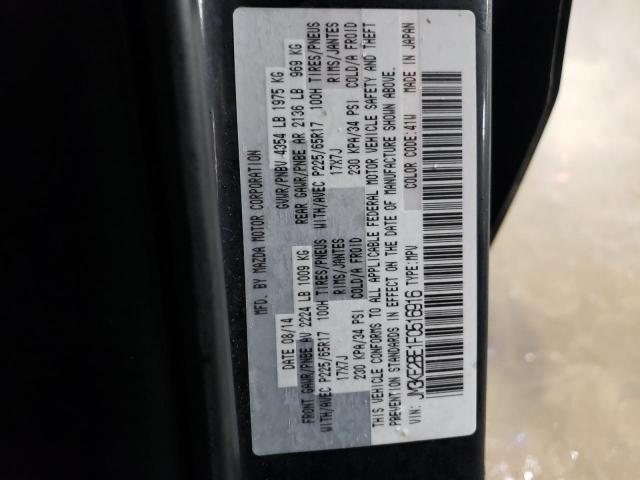 MFD. BY MAZDA MOTOR CORPORATION
DATE 08/14 GVWR/PNBV 4354 LB 1975 KG
FRONT GAWR/PNBE AV 2224 LB 1009 KG REAR GAWR/PNBE AR 2136 LB 969 KG
WITH/AVEC P225/65R17 100H TIRES/PNEUS WITH/AVEC P225/65R17 100H TIRES/PNEUS
17X7J RIMS/JANTES 17X7J RIMS/JANTES
230 KPA/34 PSI COLD/A FROID 230 KPA/34 PSI COLD/A FROID
THIS VEHICLE CONFORMS TO ALL APPLICABLE FEDERAL MOTOR VEHICLE SAFETY AND THEFT
PREVENTION STANDARDS IN EFFECT ON THE DATE OF MANUFACTURE SHOWN ABOVE.
VIN: JM3KE2BE1F0516916 TYPE:MPV COLOR CODE:41W MADE IN JAPAN